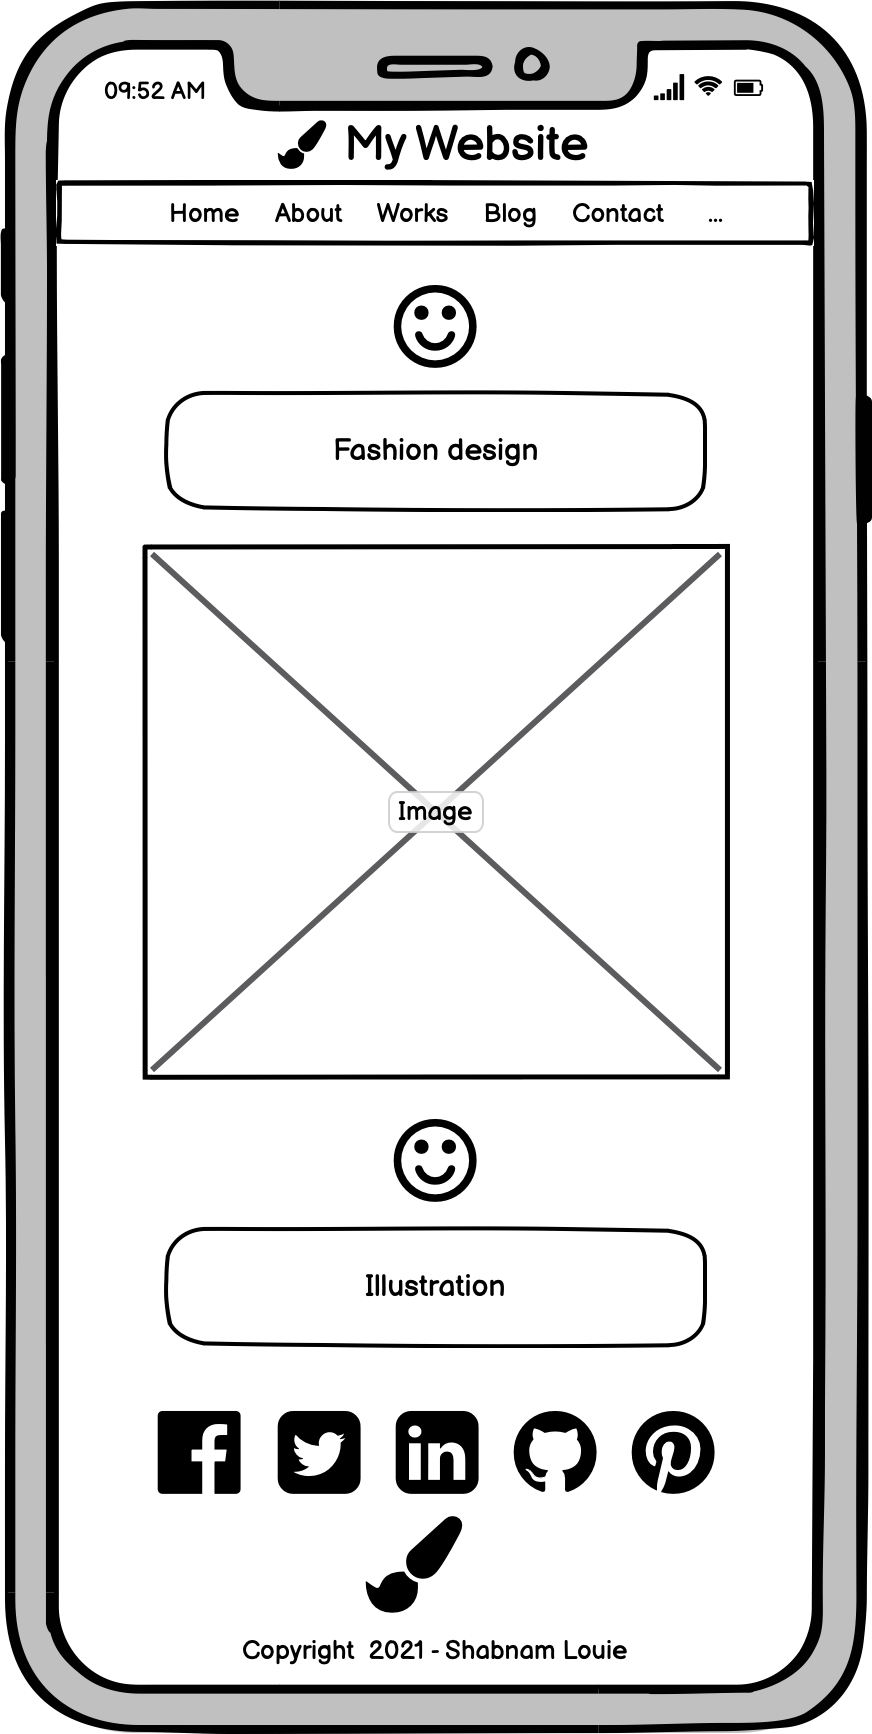 09:52 AM
My Website
Home About Works Blog Contact ...
Fashion design
Image
Illustration
Copyright 2021 - Shabnam Louie